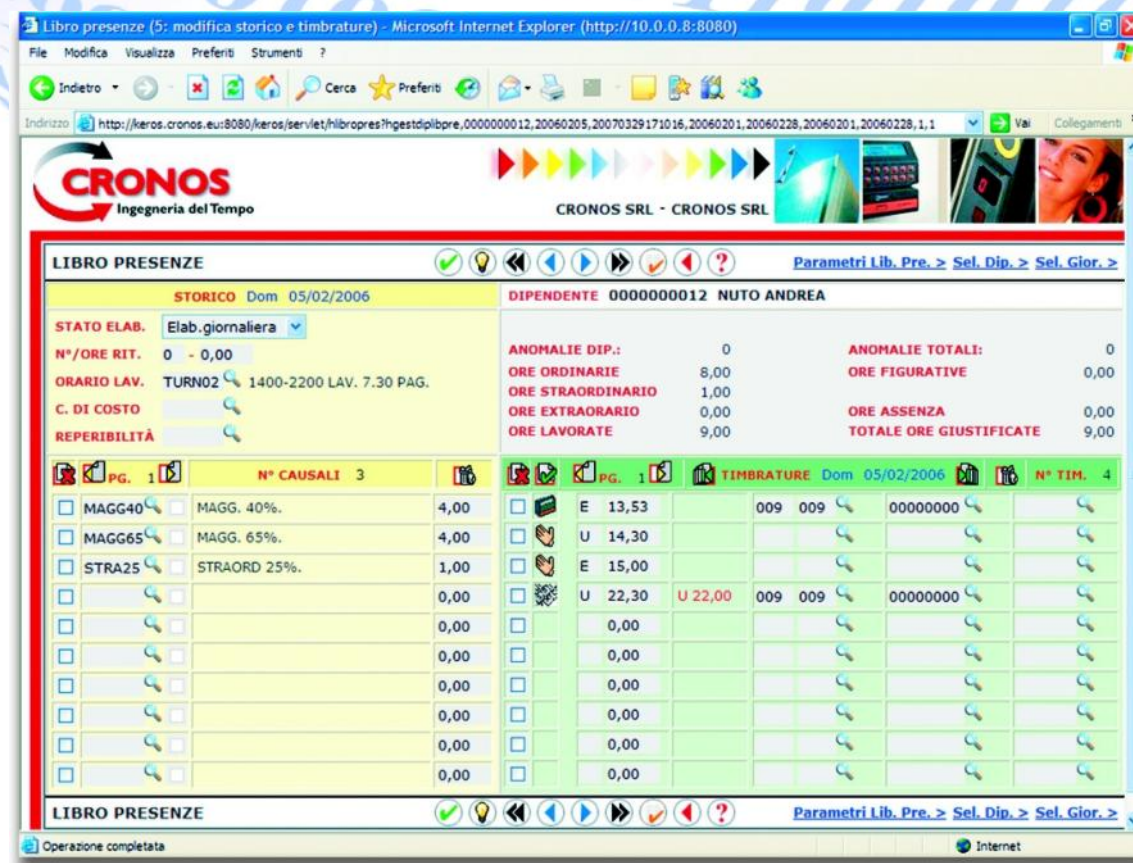 Libro presenze (5: modifica storico e timbrature) - Microsoft Internet Explorer (http://10.0.0.8:8080)
File Modifica Visualizza Preferiti Strumenti ?
Indietro Cerca Preferiti
Indirizzo http://keros.cronos.eu:8080/keros/servlet/hlibropres?hgestdiplibpre,0000000012,20060205,20070329171016,20060201,20060228,20060201,20060228,1,1 Vai Collegamenti
CRONOS
Ingegneria del Tempo
CRONOS SRL - CRONOS SRL
LIBRO PRESENZE Parametri Lib. Pre. > Sel. Dip. > Sel. Gior. >
STORICO Dom 05/02/2006
STATO ELAB. Elab.giornaliera
N°/ORE RIT. 0 - 0,00
ORARIO LAV. TURN02 1400-2200 LAV. 7.30 PAG.
C. DI COSTO
REPERIBILITÀ
DIPENDENTE 0000000012 NUTO ANDREA
ANOMALIE DIP.: 0 ANOMALIE TOTALI: 0
ORE ORDINARIE 8,00 ORE FIGURATIVE 0,00
ORE STRAORDINARIO 1,00
ORE EXTRAORARIO 0,00 ORE ASSENZA 0,00
ORE LAVORATE 9,00 TOTALE ORE GIUSTIFICATE 9,00
PG. 1 N° CAUSALI 3
MAGG40 MAGG. 40%. 4,00
MAGG65 MAGG. 65%. 4,00
STRA25 STRAORD 25%. 1,00
0,00
0,00
0,00
0,00
0,00
0,00
0,00
PG. 1 TIMBRATURE Dom 05/02/2006 N° TIM. 4
E 13,53 009 009 00000000
U 14,30
E 15,00
U 22,30 U 22,00 009 009 00000000
0,00
0,00
0,00
0,00
0,00
0,00
LIBRO PRESENZE Parametri Lib. Pre. > Sel. Dip. > Sel. Gior. >
Operazione completata Internet